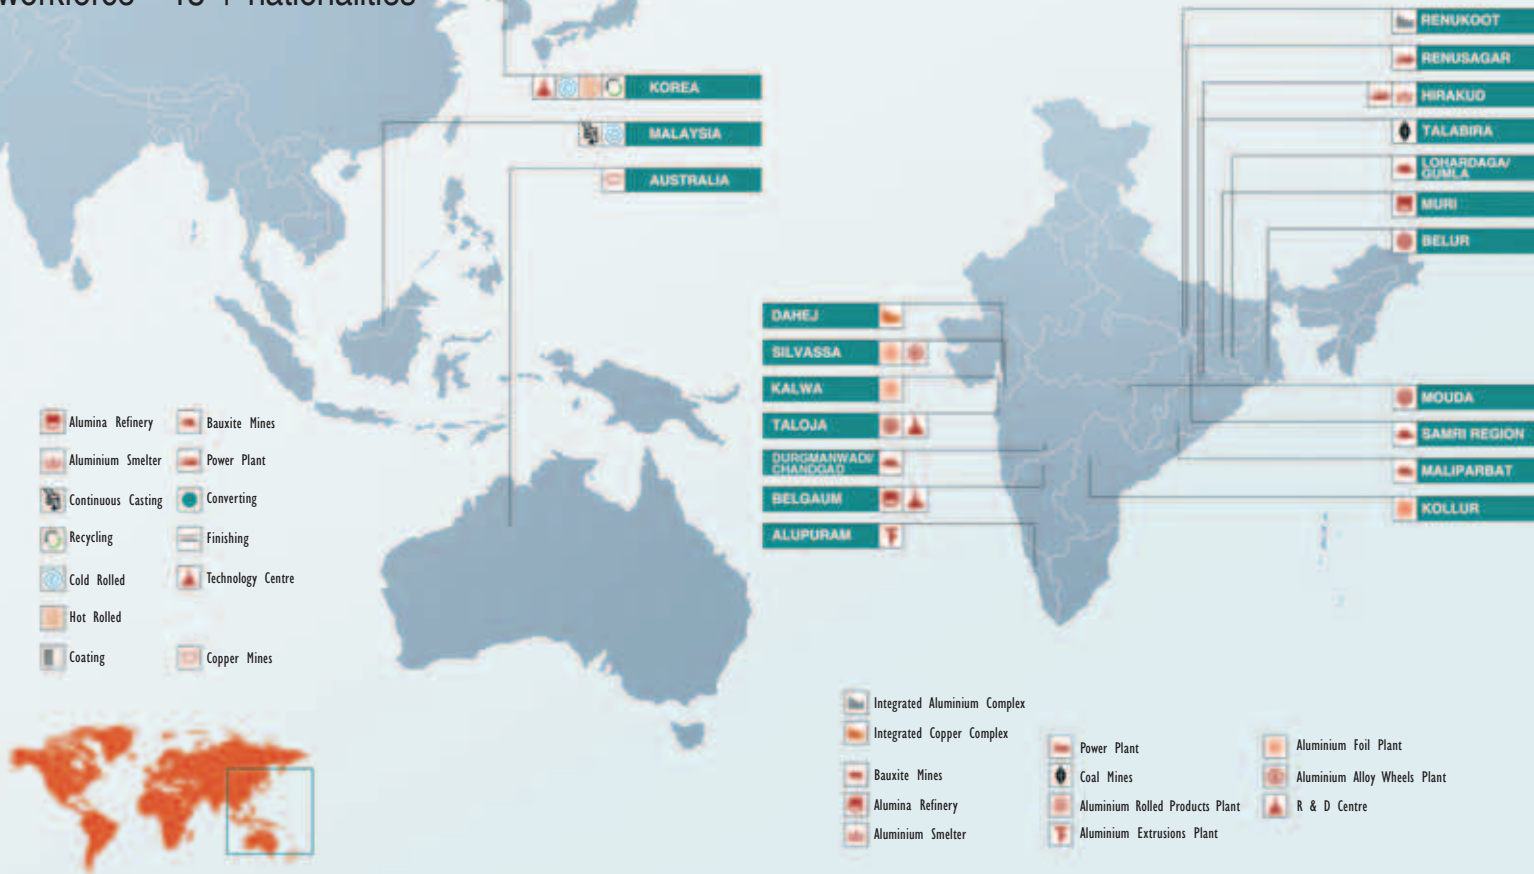 KOREA
MALAYSIA
AUSTRALIA
RENUKOOT
RENUSAGAR
HIRAKUD
TALABIRA
LOHARDAGA/
GUMLA
MURI
BELUR
DAHEJ
SILVASSA
KALWA
TALOJA
DURGMANWADI/
CHANDGAD
BELGAUM
ALUPURAM
MOUDA
SAMRI REGION
MALIPARBAT
KOLLUR
Alumina Refinery
Bauxite Mines
Aluminium Smelter
Power Plant
Continuous Casting
Converting
Recycling
Finishing
Cold Rolled
Technology Centre
Hot Rolled
Coating
Copper Mines
Integrated Aluminium Complex
Integrated Copper Complex
Bauxite Mines
Alumina Refinery
Aluminium Smelter
Power Plant
Coal Mines
Aluminium Rolled Products Plant
Aluminium Extrusions Plant
Aluminium Foil Plant
Aluminium Alloy Wheels Plant
R & D Centre